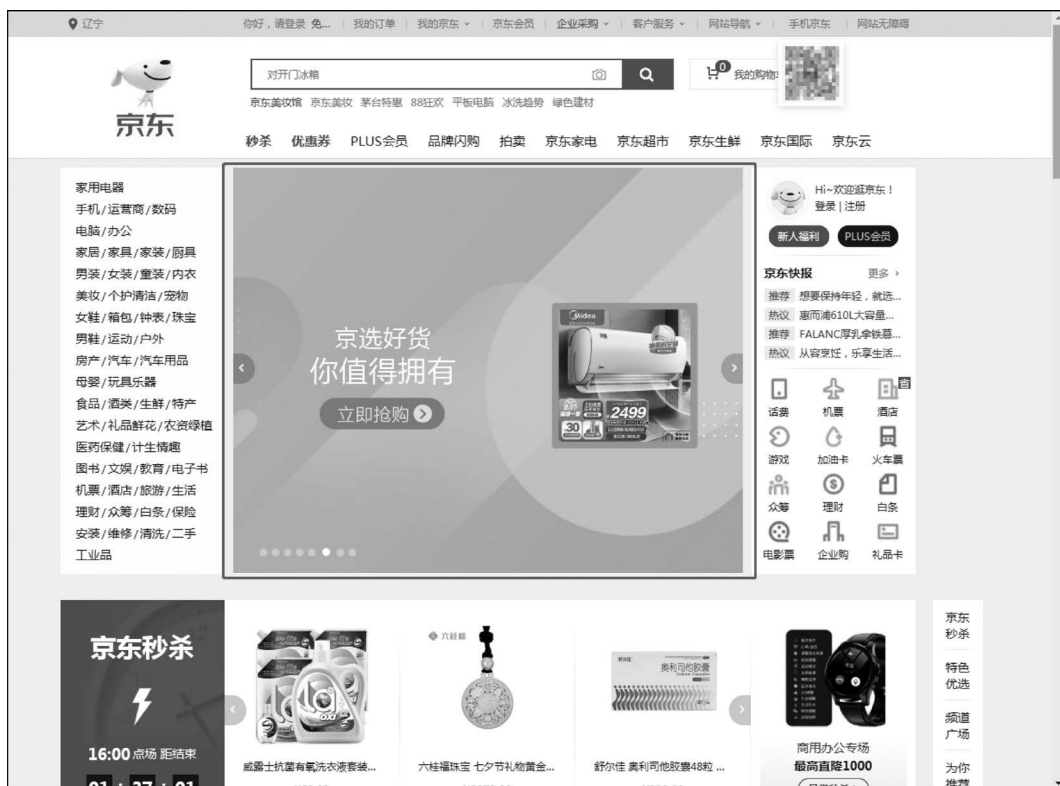 辽宁
你好，请登录 免...
我的订单
我的京东
京东会员
企业采购
客户服务
网站导航
手机京东
网站无障碍
京东
对开门冰箱
0
我的购物
京东美妆馆 京东美妆 茅台特惠 88狂欢 平板电脑 冰洗趋势 绿色建材
秒杀 优惠券 PLUS会员 品牌闪购 拍卖 京东家电 京东超市 京东生鲜 京东国际 京东云
家用电器
手机/运营商/数码
电脑/办公
家居/家具/家装/厨具
男装/女装/童装/内衣
美妆/个护清洁/宠物
女鞋/箱包/钟表/珠宝
男鞋/运动/户外
房产/汽车/汽车用品
母婴/玩具乐器
食品/酒类/生鲜/特产
艺术/礼品鲜花/农资绿植
医药保健/计生情趣
图书/文娱/教育/电子书
机票/酒店/旅游/生活
理财/众筹/白条/保险
安装/维修/清洗/二手
工业品
京选好货
你值得拥有
立即抢购
Midea
2499
30
Hi~欢迎逛京东！
登录 | 注册
新人福利 PLUS会员
京东快报 更多
推荐 想要保持年轻，就选...
热议 惠而浦610L大容量...
推荐 FALANC厚乳伞铁慕...
热议 从容烹饪，乐享生活...
省
话费 机票 酒店
游戏 加油卡 火车票
众筹 理财 白条
电影票 企业购 礼品卡
京东秒杀
16:00 点场 距结束
01 : 27 : 01
威露士抗菌有氧洗衣液套装...
六桂福
六桂福珠宝 七夕节礼物黄金...
奥利司他胶囊
舒尔佳 奥利司他胶囊48粒 ...
商用办公专场
最高直降1000
京东
秒杀
特色
优选
频道
广场
为你
推荐